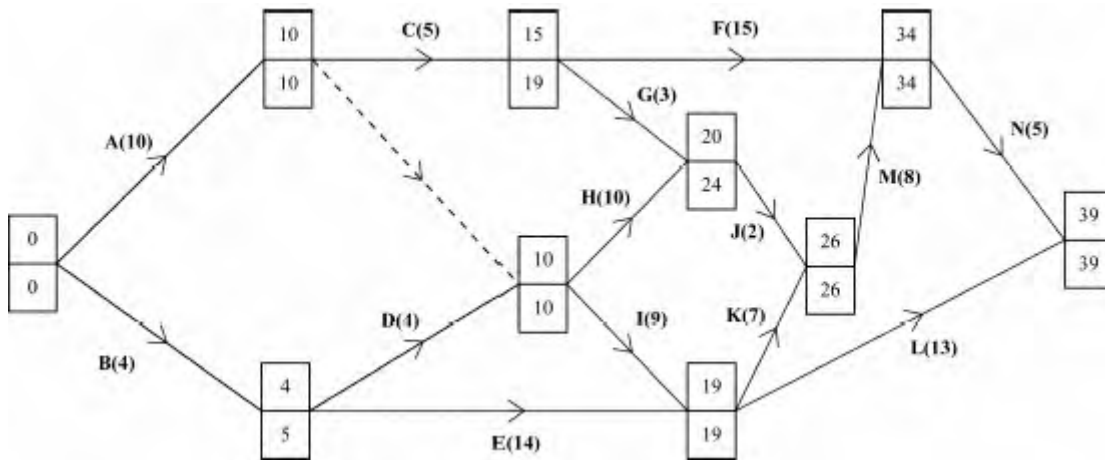 10
10
C(5)
15
19
F(15)
34
34
G(3)
A(10)
20
24
N(5)
H(10)
M(8)
0
0
J(2)
39
39
10
10
26
26
D(4)
I(9)
K(7)
B(4)
L(13)
4
5
19
19
E(14)